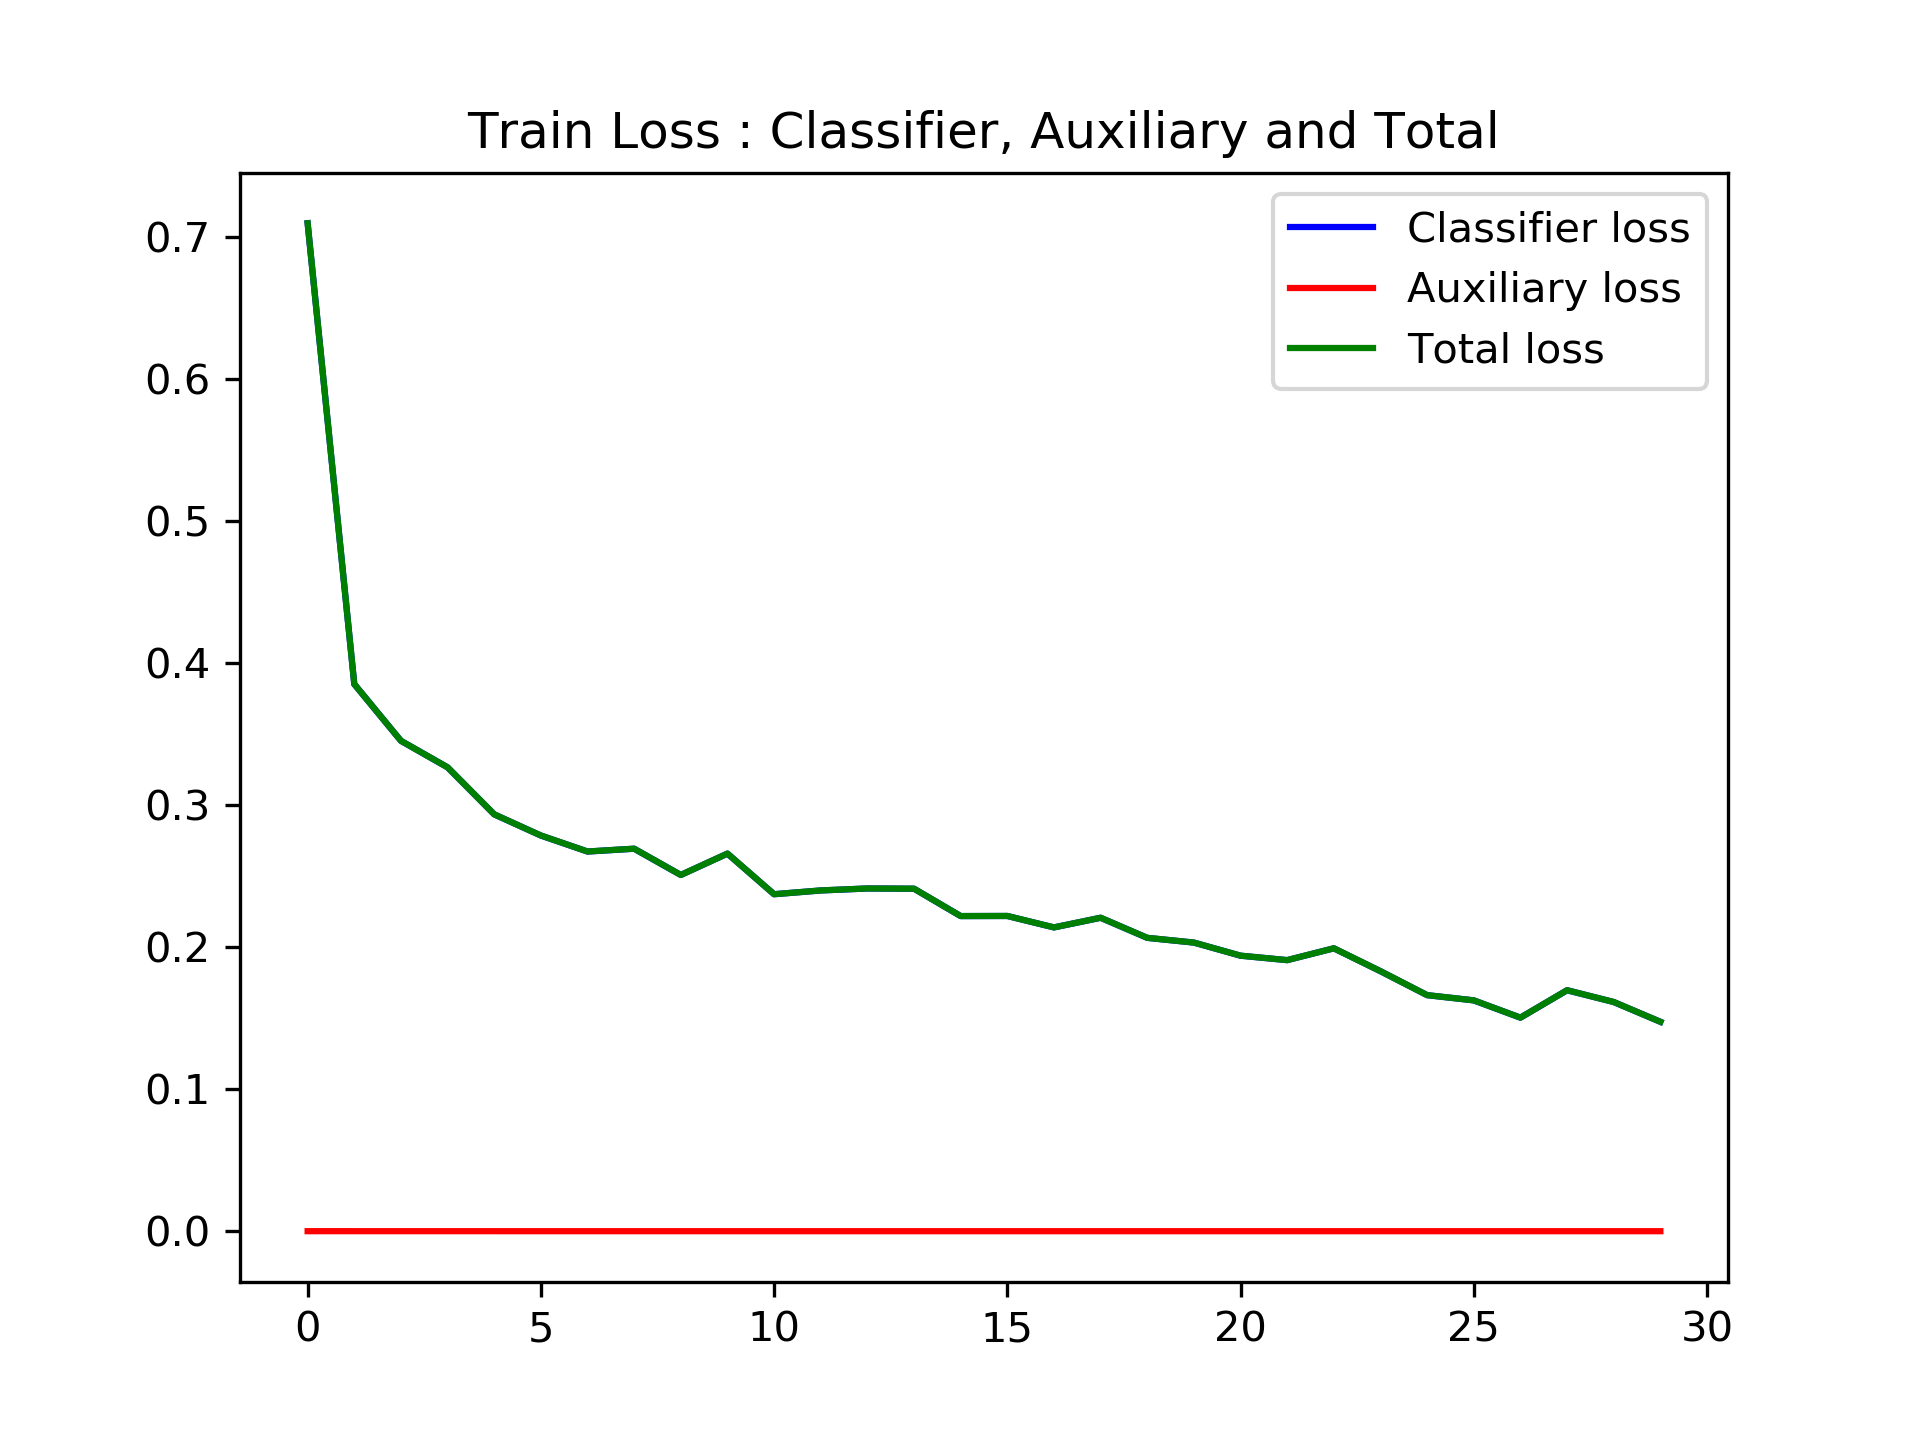 Train Loss : Classifier, Auxiliary and Total
Classifier loss
Auxiliary loss
Total loss
0.7
0.6
0.5
0.4
0.3
0.2
0.1
0.0
0 5 10 15 20 25 30